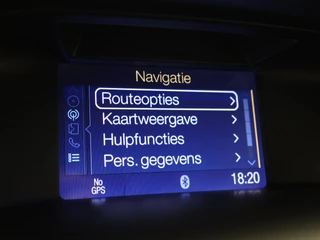 Navigatie
Routeopties
Kaartweergave
Hulpfuncties
Pers. gegevens
No
GPS
18:20